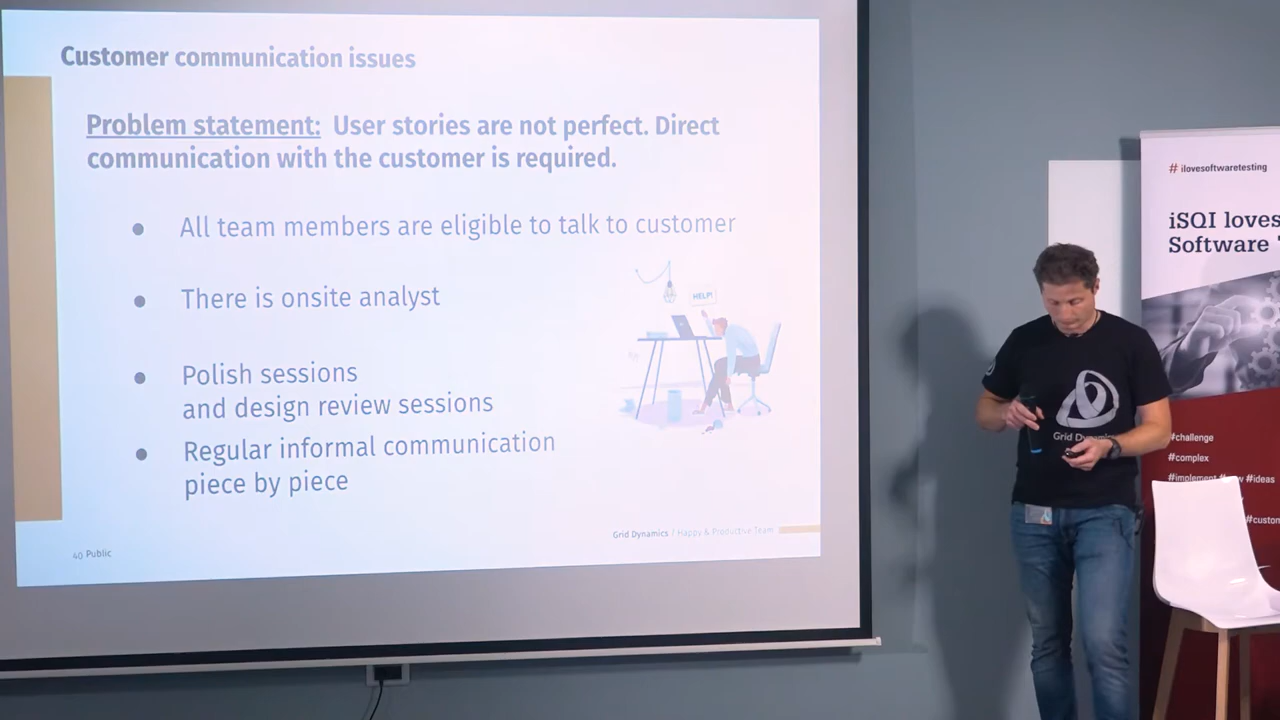 Customer communication issues
Problem statement: User stories are not perfect. Direct
communication with the customer is required.
● All team members are eligible to talk to customer
● There is onsite analyst
● Polish sessions
and design review sessions
● Regular informal communication
piece by piece
HELP!
Grid Dynamics / Happy & Productive Team
40 Public
# ilovesoftwaretesting
iSQI loves
Software
Grid Dynamics
#challenge
#complex
#implement #new #ideas